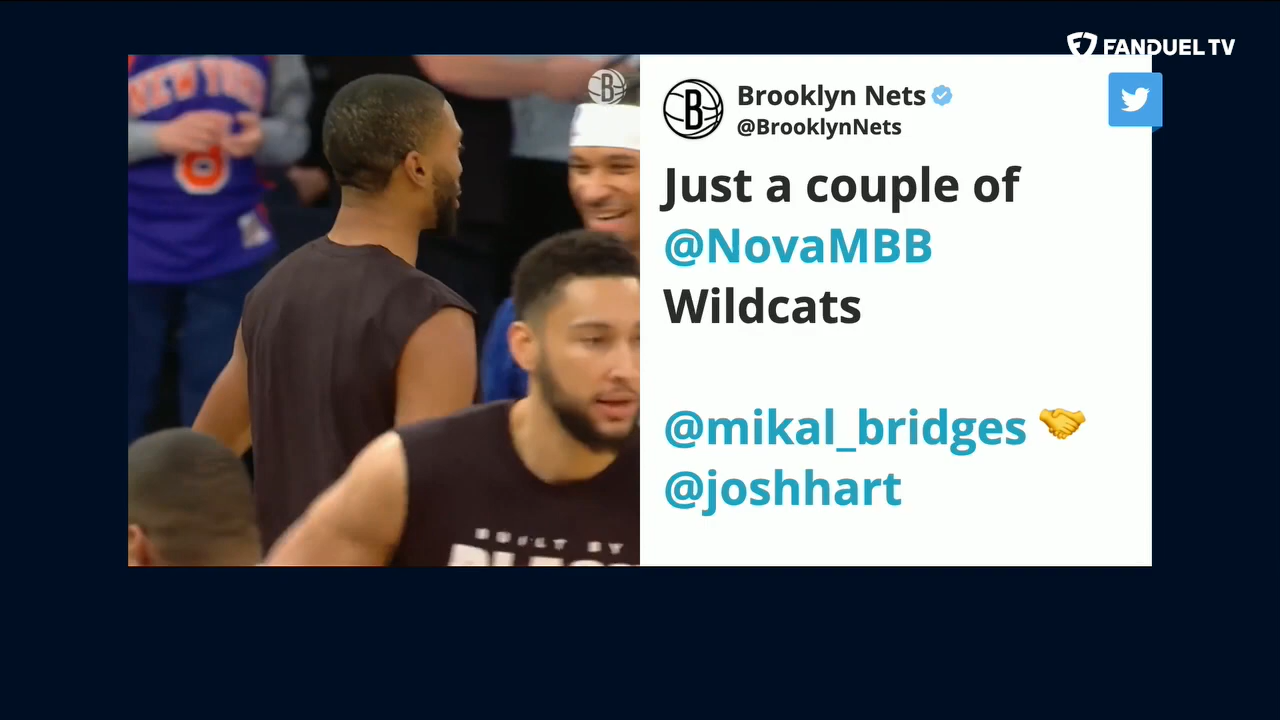 FANDUEL TV
NEW YORK
8
B
B
Brooklyn Nets
@BrooklynNets
Just a couple of
@NovaMBB
Wildcats
@mikal_bridges 🤝
@joshhart
BUILT BY